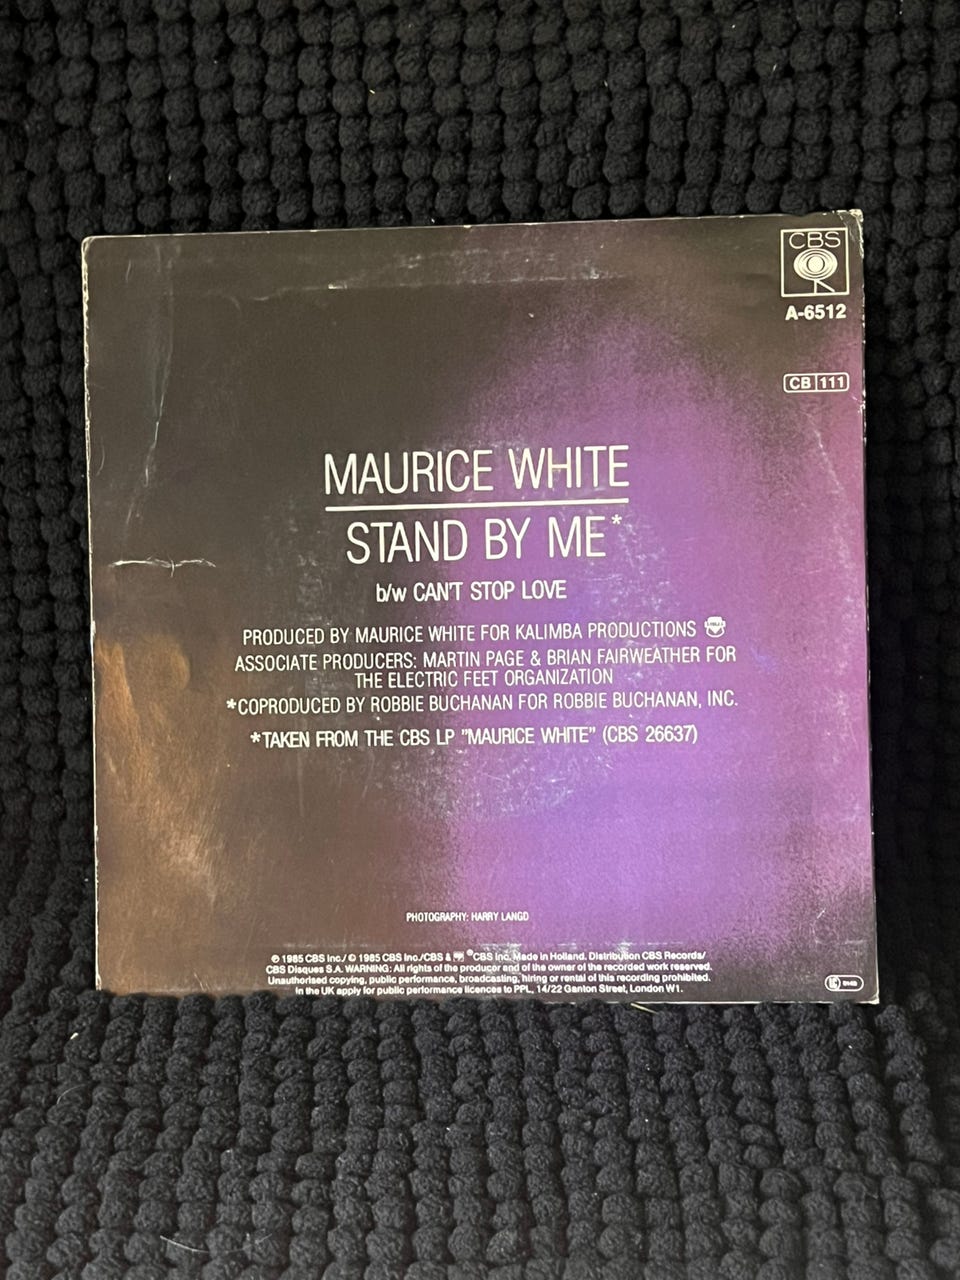 CBS
A-6512
CB 111
MAURICE WHITE
STAND BY ME*
b/w CAN'T STOP LOVE
PRODUCED BY MAURICE WHITE FOR KALIMBA PRODUCTIONS
ASSOCIATE PRODUCERS: MARTIN PAGE & BRIAN FAIRWEATHER FOR
THE ELECTRIC FEET ORGANIZATION
*COPRODUCED BY ROBBIE BUCHANAN FOR ROBBIE BUCHANAN, INC.
*TAKEN FROM THE CBS LP "MAURICE WHITE" (CBS 26637)
PHOTOGRAPHY: HARRY LANGD
℗ 1985 CBS Inc./ © 1985 CBS Inc./CBS & ®CBS Inc. Made in Holland. Distribution CBS Records/
CBS Disques S.A. WARNING: All rights of the producer and of the owner of the recorded work reserved.
Unauthorised copying, public performance, broadcasting, hiring or rental of this recording prohibited.
In the UK apply for public performance licences to PPL, 14/22 Ganton Street, London W1.